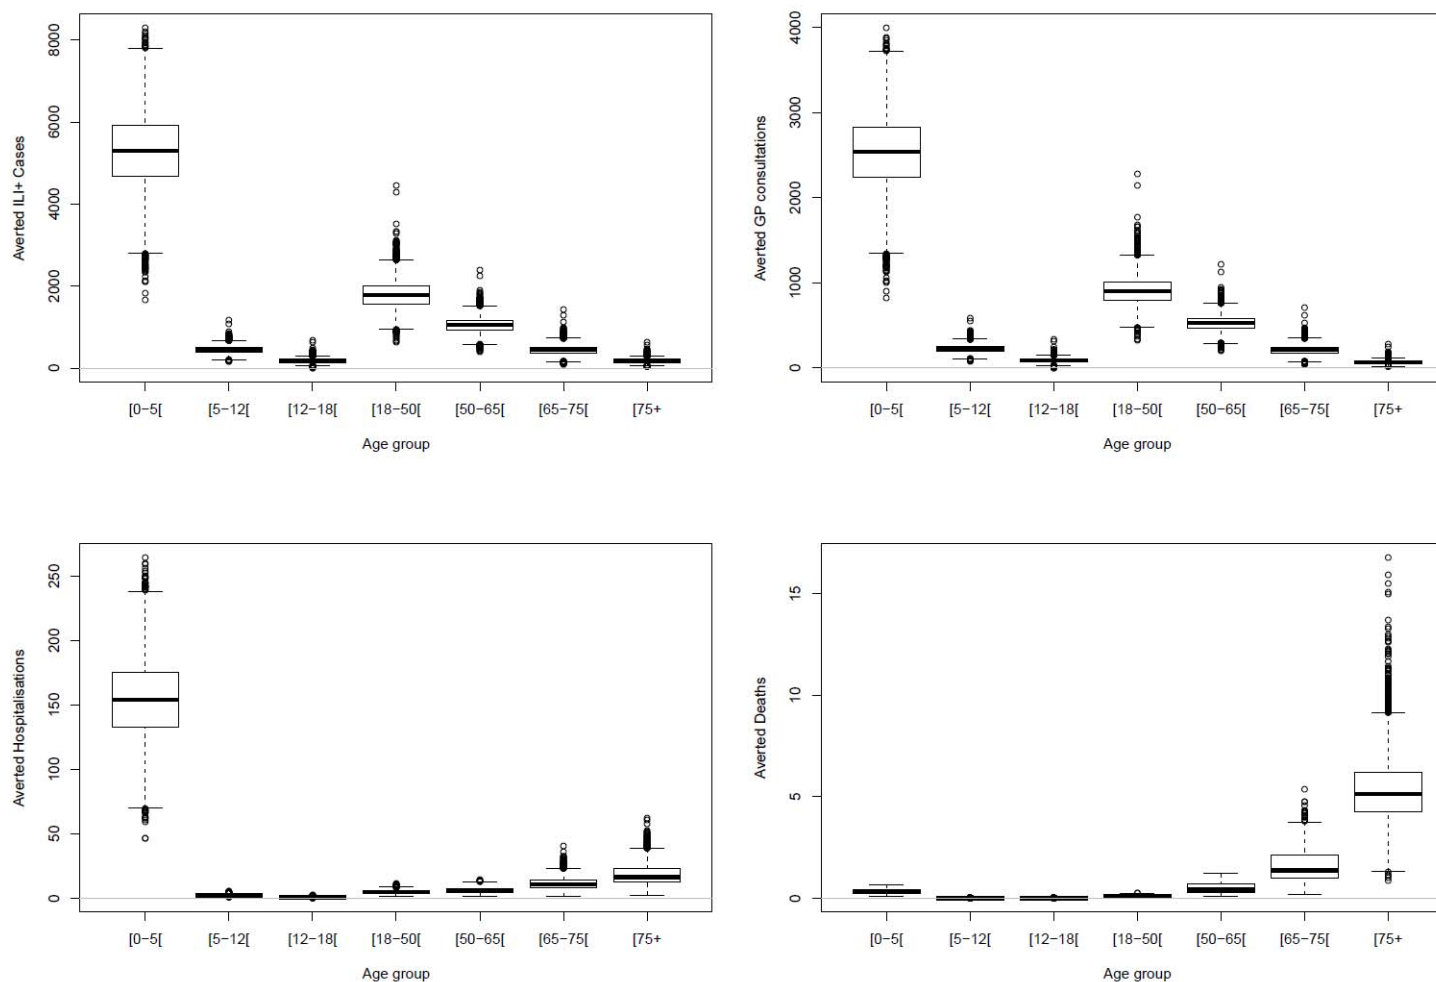 Averted ILI+ Cases
8000
6000
4000
2000
0
[0−5[ [5−12[ [12−18[ [18−50[ [50−65[ [65−75[ [75+
Age group
Averted GP consultations
4000
3000
2000
1000
0
[0−5[ [5−12[ [12−18[ [18−50[ [50−65[ [65−75[ [75+
Age group
Averted Hospitalisations
250
200
150
100
50
0
[0−5[ [5−12[ [12−18[ [18−50[ [50−65[ [65−75[ [75+
Age group
Averted Deaths
15
10
5
0
[0−5[ [5−12[ [12−18[ [18−50[ [50−65[ [65−75[ [75+
Age group